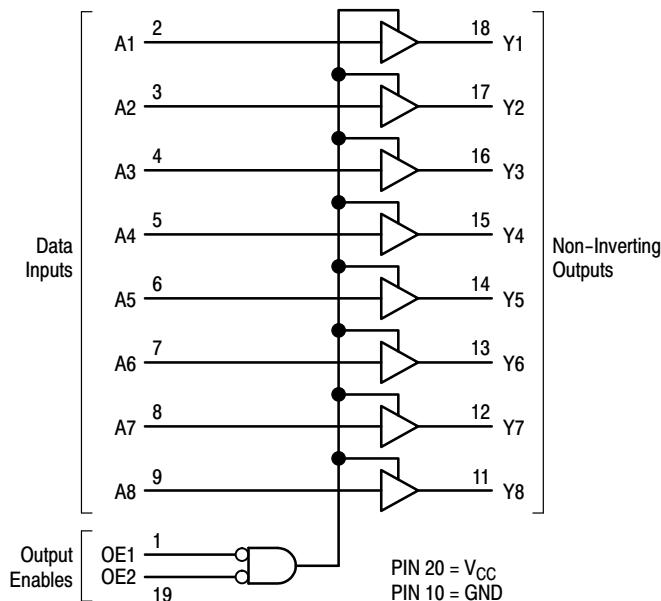 A1 2 18 Y1
A2 3 17 Y2
A3 4 16 Y3
A4 5 15 Y4
Data
Inputs
Non-Inverting
Outputs
A5 6 14 Y5
A6 7 13 Y6
A7 8 12 Y7
A8 9 11 Y8
Output
Enables
OE1 1
OE2 19
PIN 20 = VCC
PIN 10 = GND